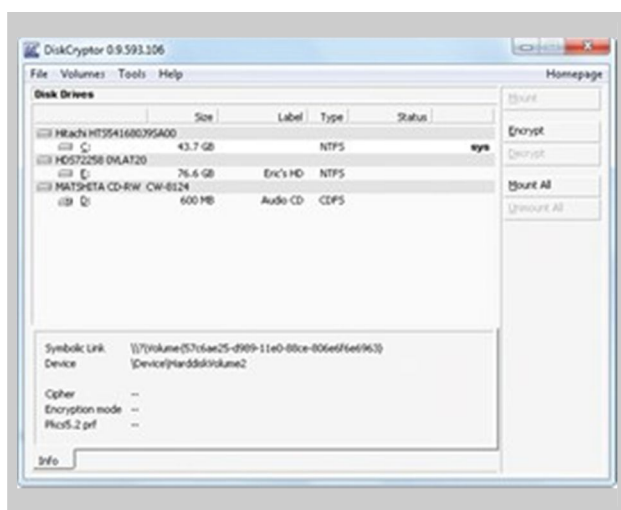 DiskCryptor 0.9.593.106
File Volumes Tools Help Homepage
Disk Drives
Size Label Type Status
Mount
Hitachi HTS541680J9SA00
C: 43.7 GB NTFS sys
Encrypt
HDS72258 0VLAT20
Decrypt
E: 76.6 GB Eric's HD NTFS
MATSHITA CD-RW CW-8124
Mount All
D: 600 MB Audio CD CDFS
Unmount All
Symbolic Link \\?\Volume{57c6ae25-d989-11e0-88ce-806e6f6e6963}
Device \Device\HarddiskVolume2
Cipher --
Encryption mode --
Pkcs5.2 prf --
Info